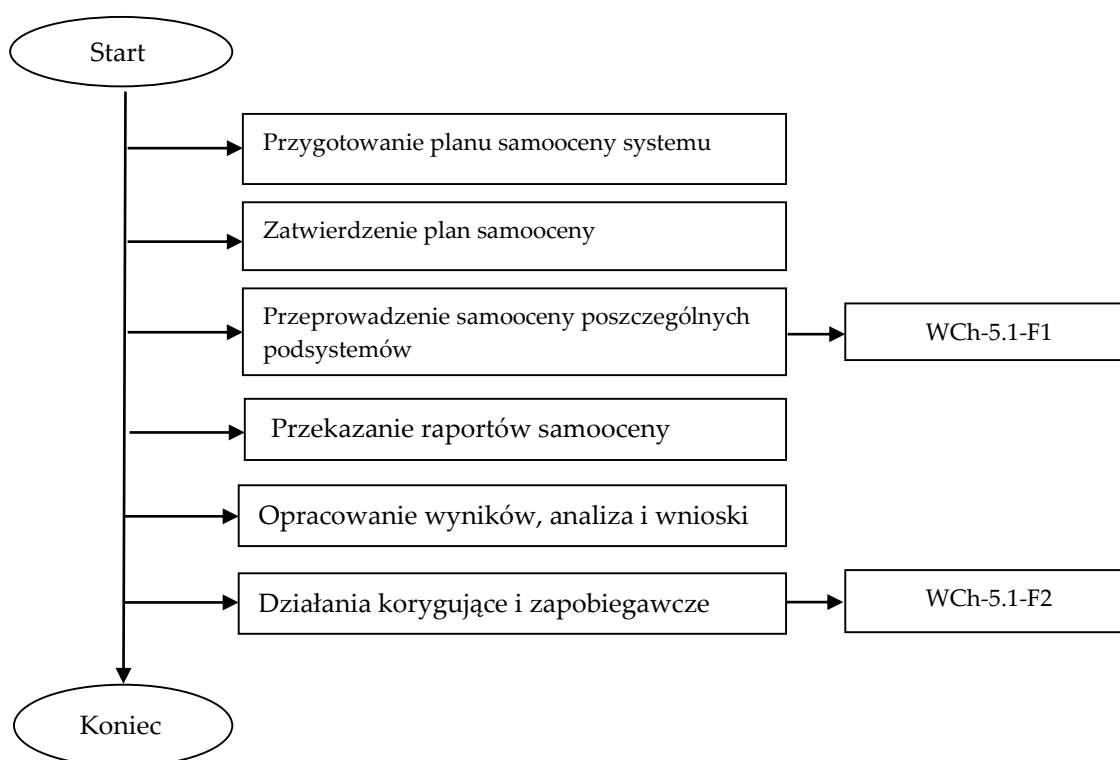 Start
Przygotowanie planu samooceny systemu
Zatwierdzenie plan samooceny
Przeprowadzenie samooceny poszczególnych
podsystemów
WCh-5.1-F1
Przekazanie raportów samooceny
Opracowanie wyników, analiza i wnioski
Działania korygujące i zapobiegawcze
WCh-5.1-F2
Koniec